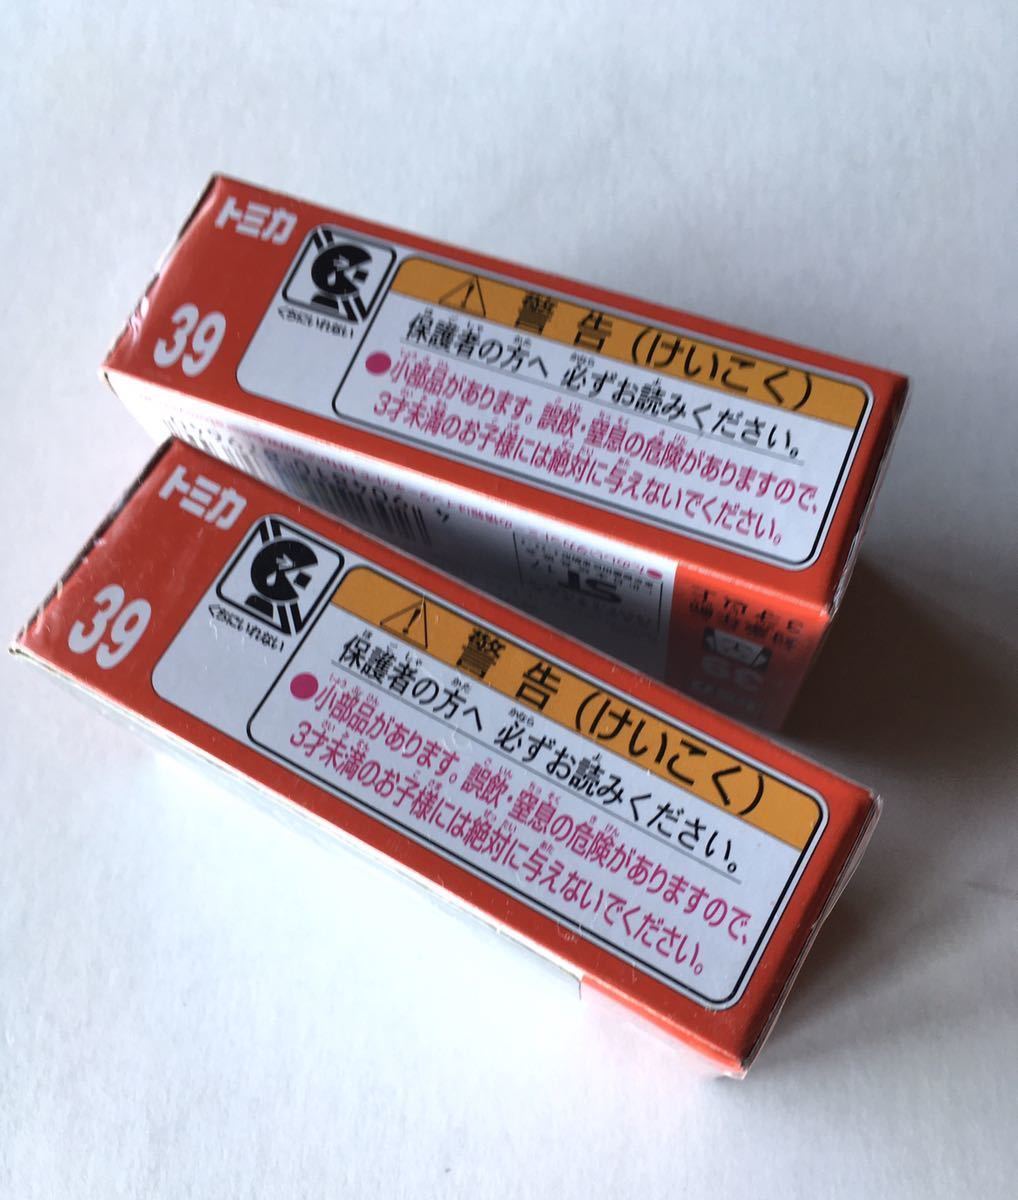 トミカ
39
くちにいれない
警告（けいこく）
保護者の方へ 必ずお読みください。
●小部品があります。誤飲・窒息の危険がありますので、
3才未満のお子様には絶対に与えないでください。
ST
39
トミカ
39
くちにいれない
警告（けいこく）
保護者の方へ 必ずお読みください。
●小部品があります。誤飲・窒息の危険がありますので、
3才未満のお子様には絶対に与えないでください。